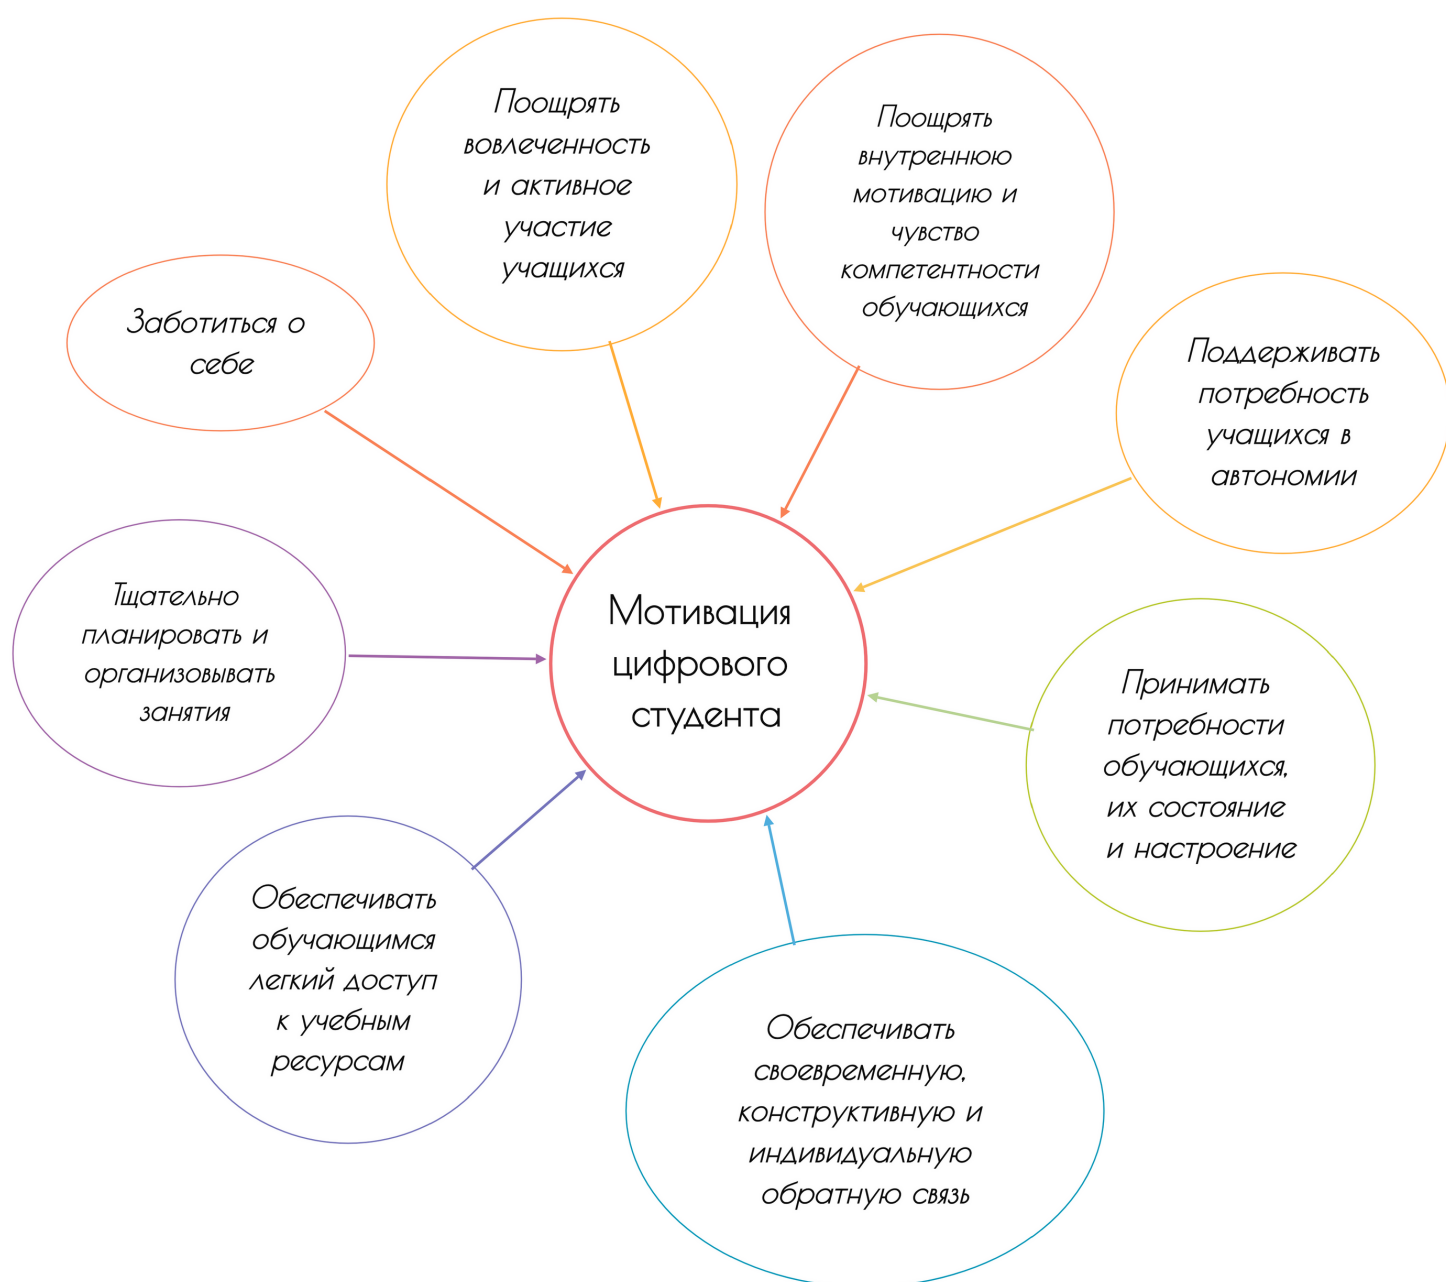 Поощрять
вовлеченность
и активное
участие
учащихся
Поощрять
внутреннюю
мотивацию и
чувство
компетентности
обучающихся
Заботиться о
себе
Поддерживать
потребность
учащихся в
автономии
Тщательно
планировать и
организовывать
занятия
Мотивация
цифрового
студента
Принимать
потребности
обучающихся,
их состояние
и настроение
Обеспечивать
обучающимся
легкий доступ
к учебным
ресурсам
Обеспечивать
своевременную,
конструктивную и
индивидуальную
обратную связь